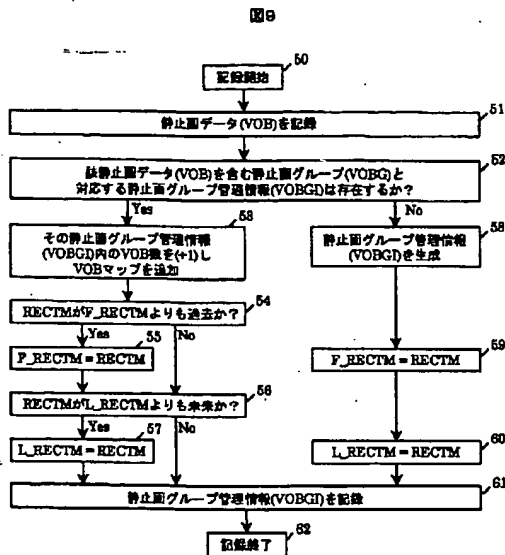 図9
50
記録開始
51
静止画データ(VOB)を記録
52
該静止画データ(VOB)を含む静止画グループ(VOBG)と
対応する静止画グループ管理情報(VOBGI)は存在するか?
Yes
No
53
その静止画グループ管理情報
(VOBGI)内のVOB数を(+1)し
VOBマップを追加
58
静止画グループ管理情報
(VOBGI)を生成
54
RECTMがF_RECTMよりも過去か?
Yes
55
No
F_RECTM=RECTM
59
F_RECTM=RECTM
56
RECTMがL_RECTMよりも未来か?
Yes
57
No
L_RECTM=RECTM
60
L_RECTM=RECTM
61
静止画グループ管理情報(VOBGI)を記録
62
記録終了